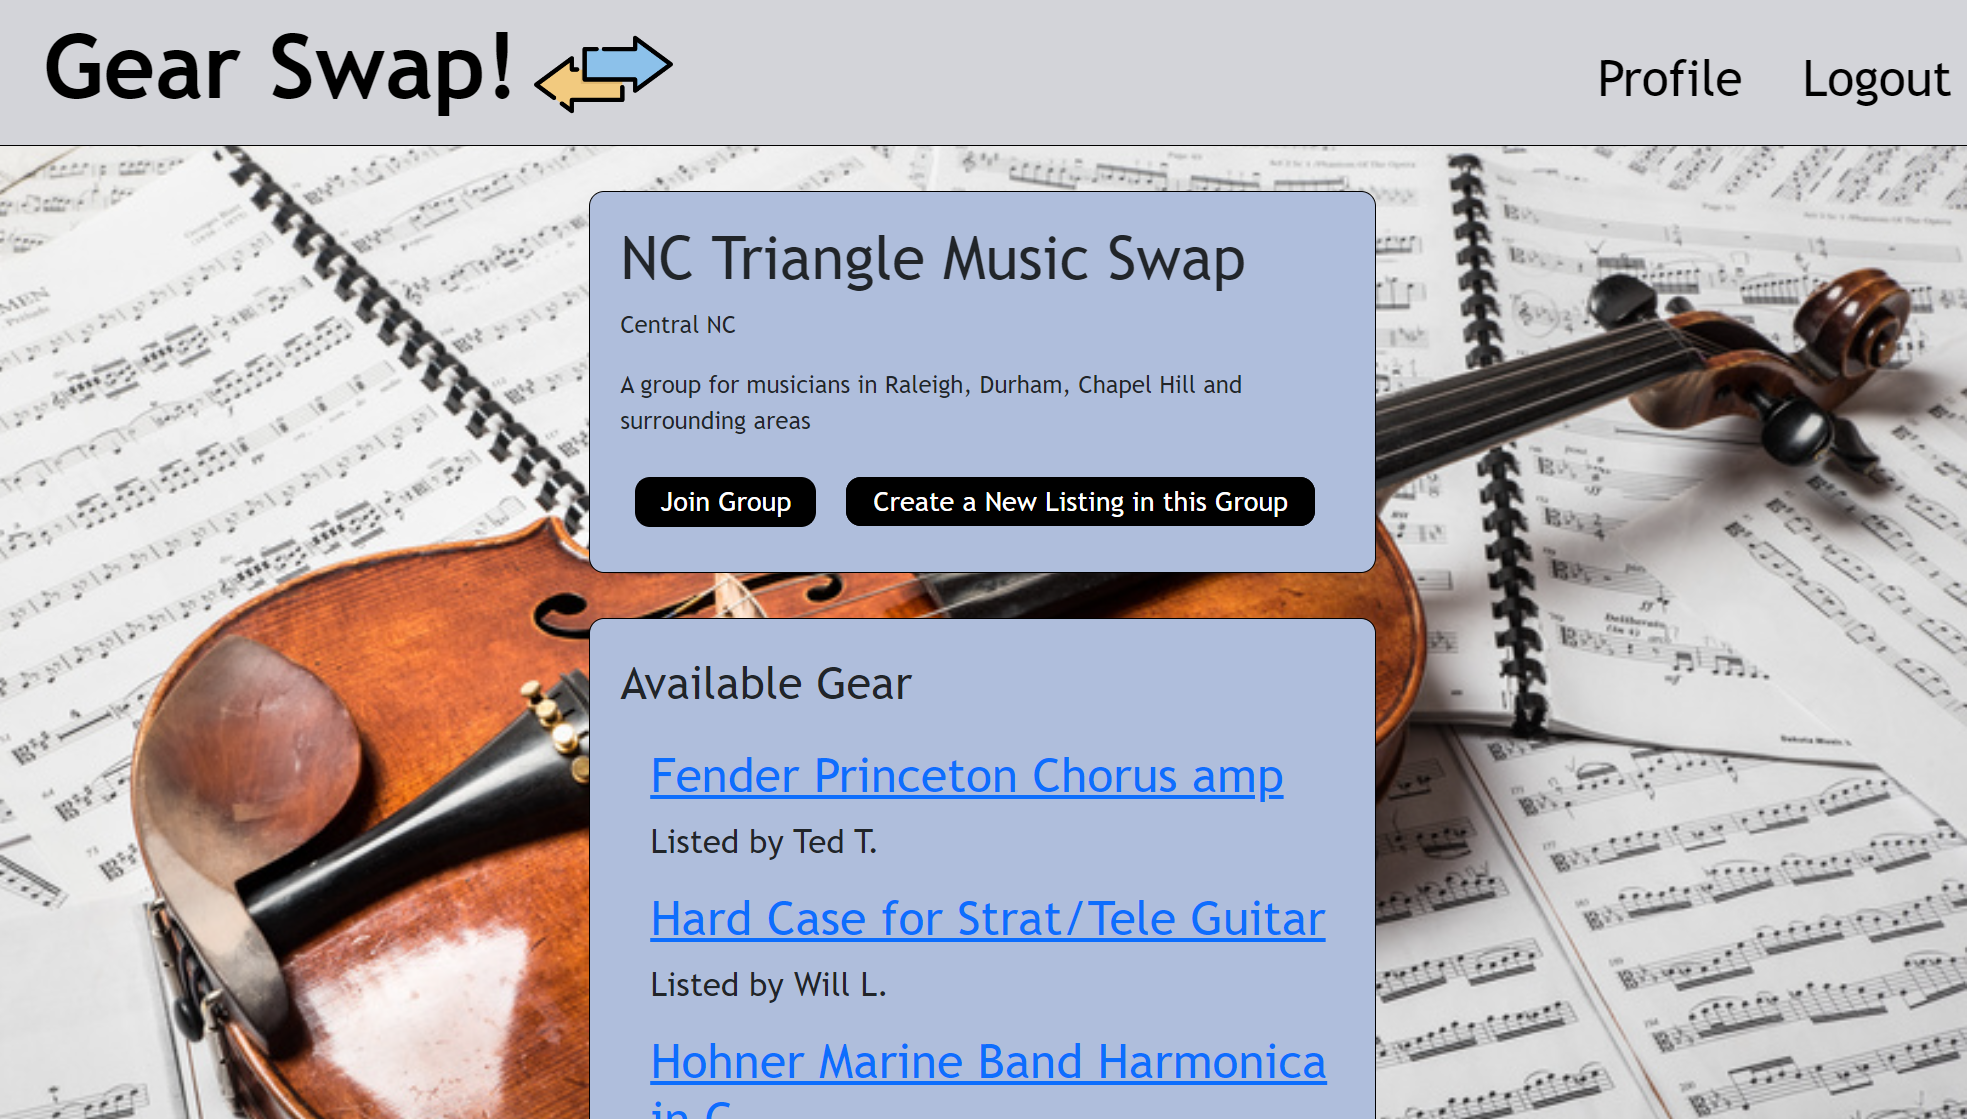 Gear Swap!
Profile
Logout
NC Triangle Music Swap
Central NC
A group for musicians in Raleigh, Durham, Chapel Hill and
surrounding areas
Join Group
Create a New Listing in this Group
Available Gear
Fender Princeton Chorus amp
Listed by Ted T.
Hard Case for Strat/Tele Guitar
Listed by Will L.
Hohner Marine Band Harmonica
in C